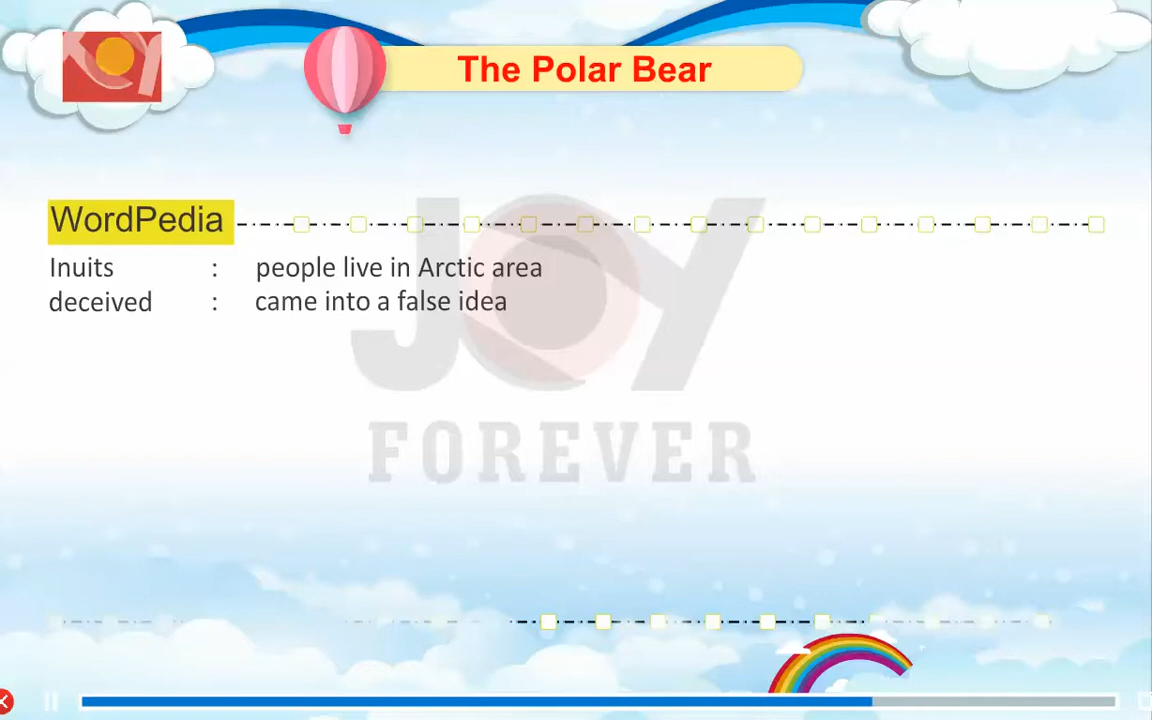 The Polar Bear
WordPedia
Inuits : people live in Arctic area
deceived : came into a false idea
JOY
FOREVER